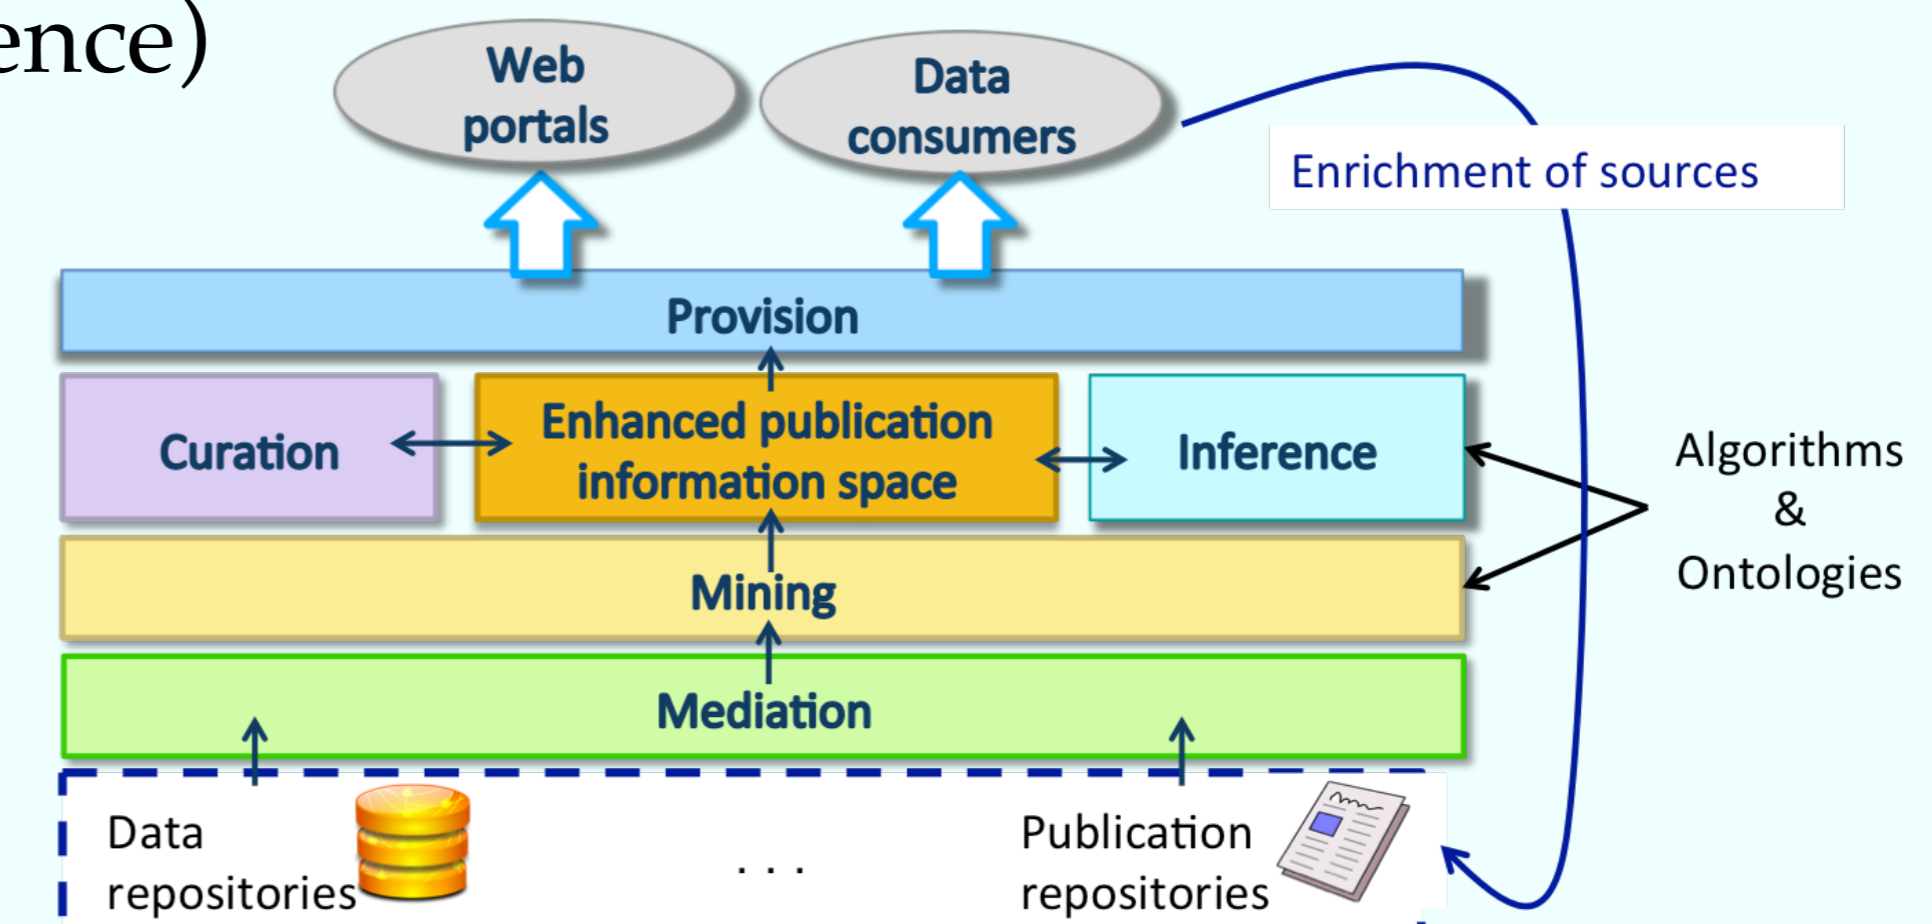 ence)
Web
portals
Data
consumers
Enrichment of sources
Provision
Curation
Enhanced publication
information space
Inference
Algorithms
&
Ontologies
Mining
Mediation
Data
repositories
. . .
Publication
repositories